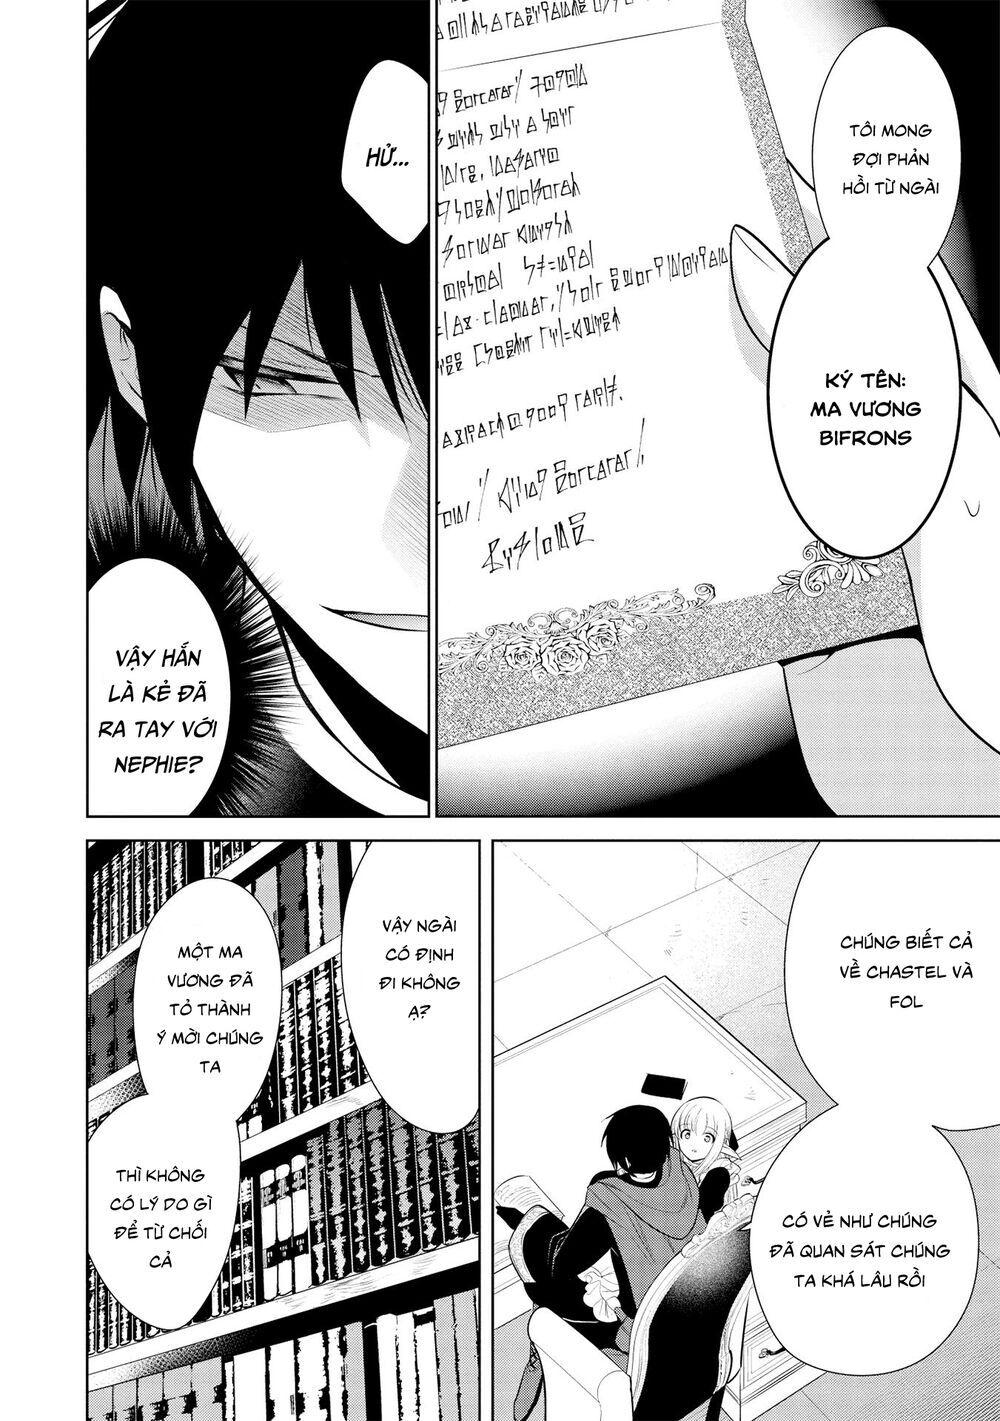 TÔI MONG
ĐỢI PHẢN
HỒI TỪ NGÀI
KÝ TÊN:
MA VƯƠNG
BIFRONS
HỬ...
VẬY HẮN
LÀ KẺ ĐÃ
RA TAY VỚI
NEPHIE?
CHÚNG BIẾT CẢ
VỀ CHASTEL VÀ
FOL
CÓ VẺ NHƯ CHÚNG
ĐÃ QUAN SÁT CHÚNG
TA KHÁ LÂU RỒI
VẬY NGÀI
CÓ ĐỊNH
ĐI KHÔNG
Ạ?
MỘT MA
VƯƠNG ĐÃ
TỎ THÀNH
Ý MỜI CHÚNG
TA
THÌ KHÔNG
CÓ LÝ DO GÌ
ĐỂ TỪ CHỐI
CẢ